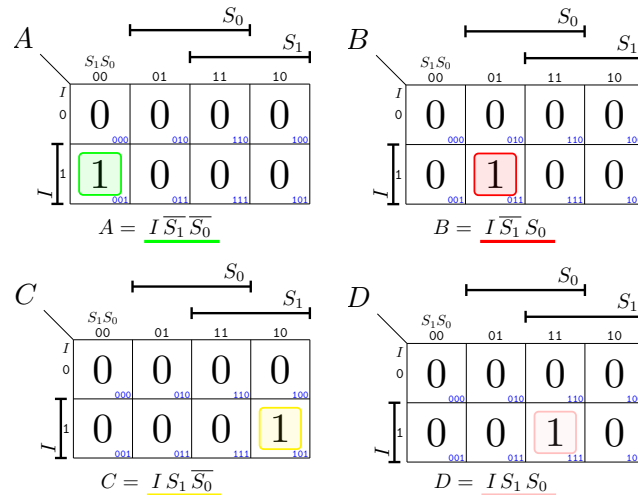 A S₀ S₁
S₁S₀
00 01 11 10
I
0 0 0 0 0
000 010 110 100
I 1 1 0 0 0
001 011 111 101
A = I S̅₁ S̅₀
B S₀ S₁
S₁S₀
00 01 11 10
I
0 0 0 0 0
000 010 110
I 1 0 1 0 0
001 011 111
B = I S̅₁ S₀
C S₀ S₁
S₁S₀
00 01 11 10
I
0 0 0 0 0
000 010 110 100
I 1 0 0 0 1
001 011 111 101
C = I S₁ S̅₀
D S₀ S₁
S₁S₀
00 01 11 10
I
0 0 0 0 0
000 010 110
I 1 0 0 1 0
001 011 111
D = I S₁ S₀